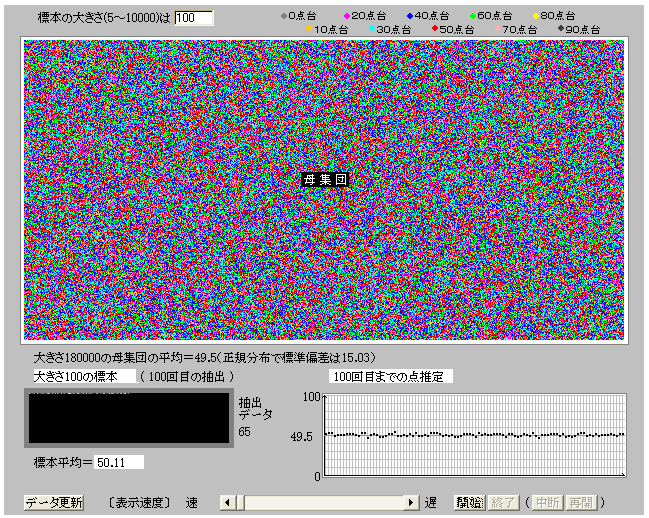 標本の大きさ(5～10000)は 100
◆0点台 ◆20点台 ◆40点台 ◆60点台 ◆80点台
◆10点台 ◆30点台 ◆50点台 ◆70点台 ◆90点台
母集団
大きさ180000の母集団の平均＝49.5(正規分布で標準偏差は15.03)
大きさ100の標本 ( 100回目の抽出 ) 100回目までの点推定
抽出
データ
65
100
49.5
0
標本平均＝ 50.11
データ更新 〔表示速度〕 速 遅 開始 終了 ( 中断 再開 )